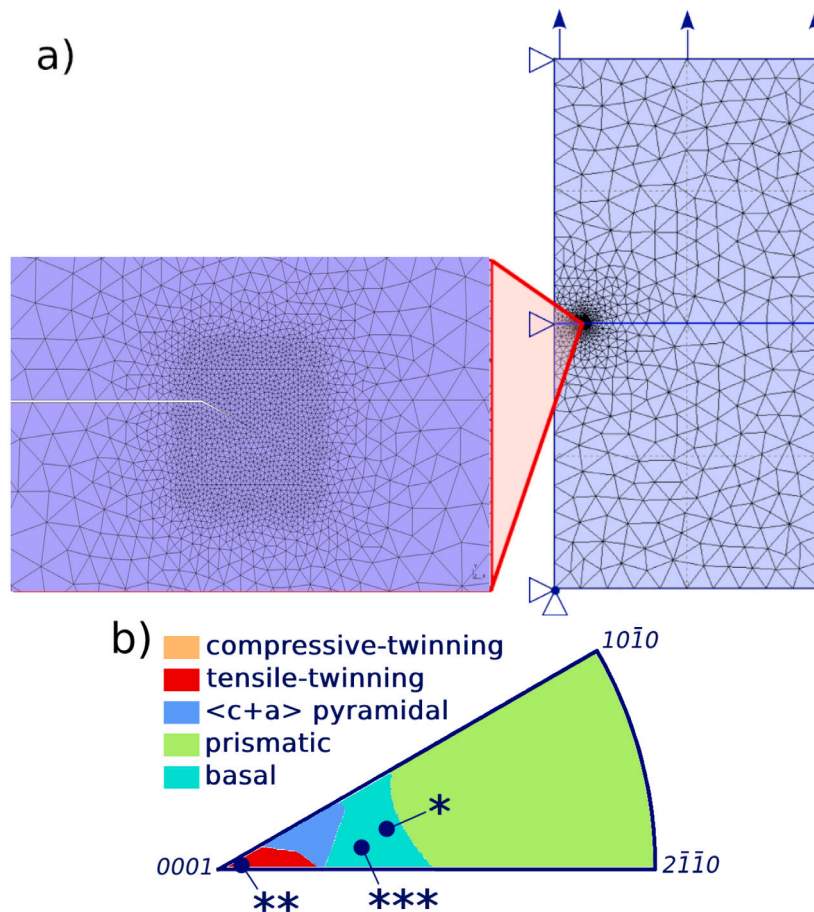 a)
b)
compressive-twinning
tensile-twinning
<c+a> pyramidal
prismatic
basal
101̄0
0001
21̄1̄0
*
**
***